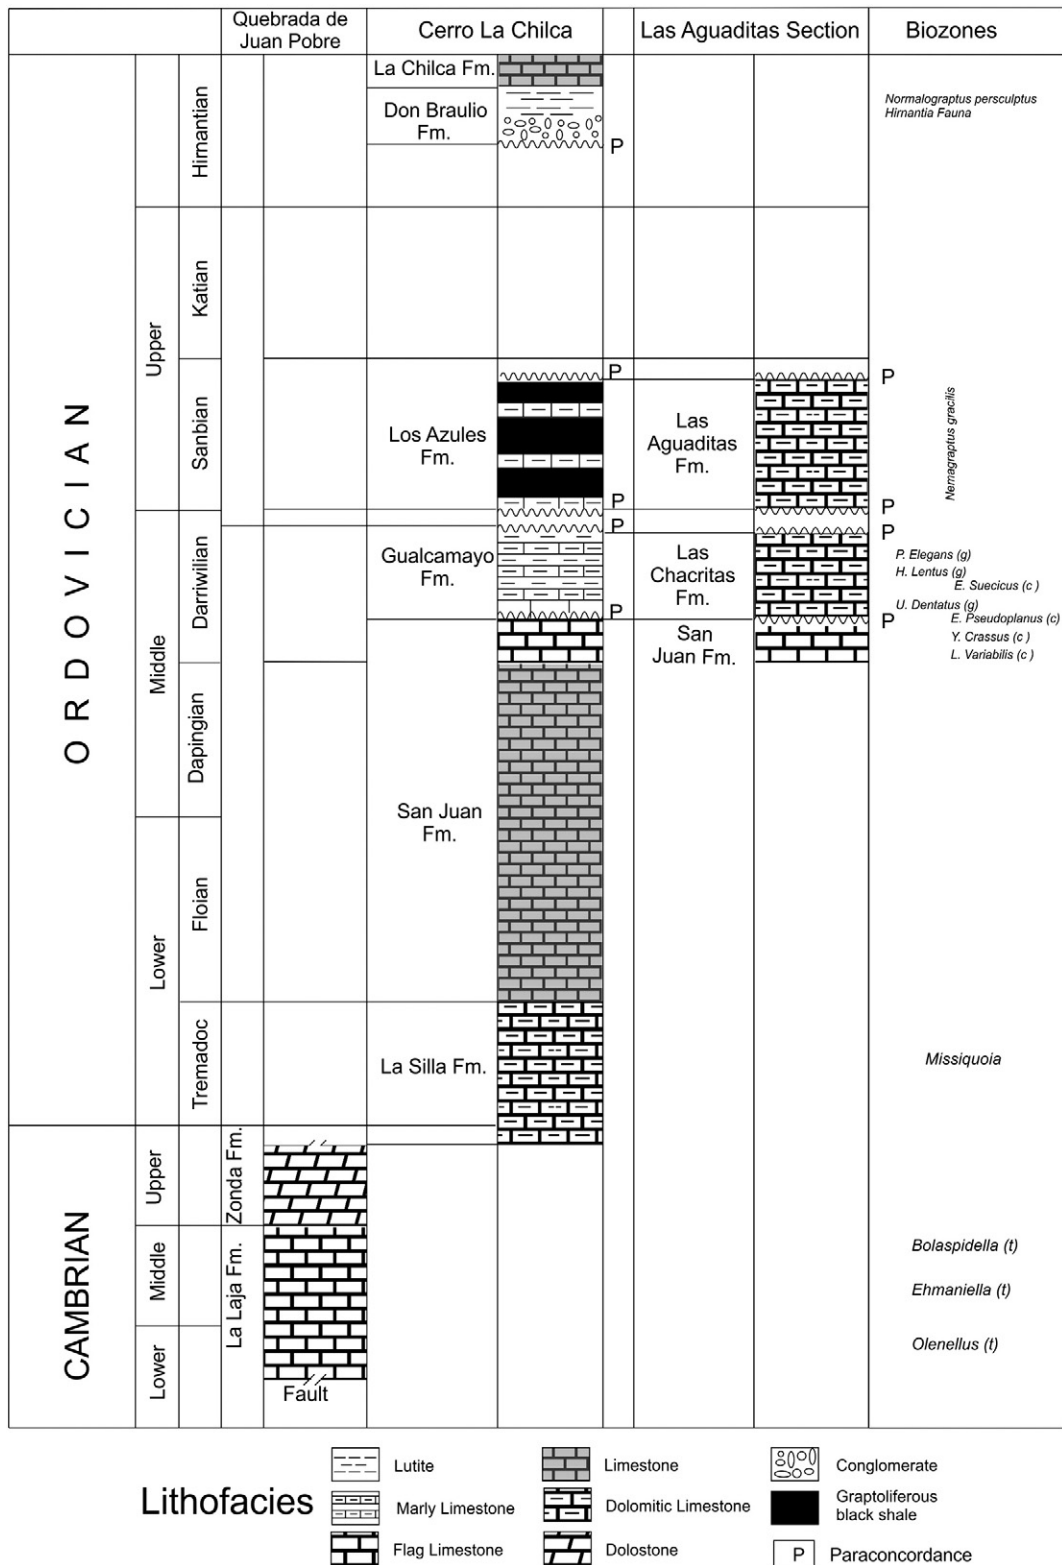 Quebrada de
Juan Pobre
Cerro La Chilca
Las Aguaditas Section
Biozones
ORDOVICIAN
CAMBRIAN
Upper
Middle
Lower
Upper
Middle
Lower
Hirnantian
Katian
Sanbian
Darriwilian
Dapingian
Floian
Tremadoc
Zonda Fm.
La Laja Fm.
Fault
La Chilca Fm.
Don Braulio
Fm.
P
Los Azules
Fm.
P
P
Gualcamayo
Fm.
P
P
San Juan
Fm.
La Silla Fm.
Las
Aguaditas
Fm.
P
P
Las
Chacritas
Fm.
P
P
San
Juan Fm.
Normalograptus persculptus
Hirnantia Fauna
Nemagraptus gracilis
P. Elegans (g)
H. Lentus (g)
E. Suecicus (c )
U. Dentatus (g)
E. Pseudoplanus (c)
Y. Crassus (c )
L. Variabilis (c )
Missiquoia
Bolaspidella (t)
Ehmaniella (t)
Olenellus (t)
Lithofacies
Lutite
Marly Limestone
Flag Limestone
Limestone
Dolomitic Limestone
Dolostone
Conglomerate
Graptoliferous
black shale
P Paraconcordance